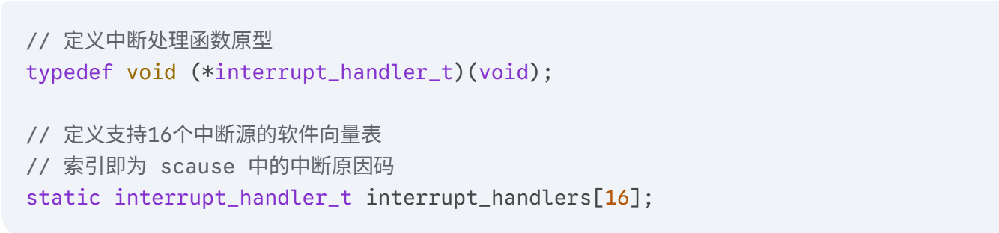 // 定义中断处理函数原型
typedef void (*interrupt_handler_t)(void);
// 定义支持16个中断源的软件向量表
// 索引即为 scause 中的中断原因码
static interrupt_handler_t interrupt_handlers[16];